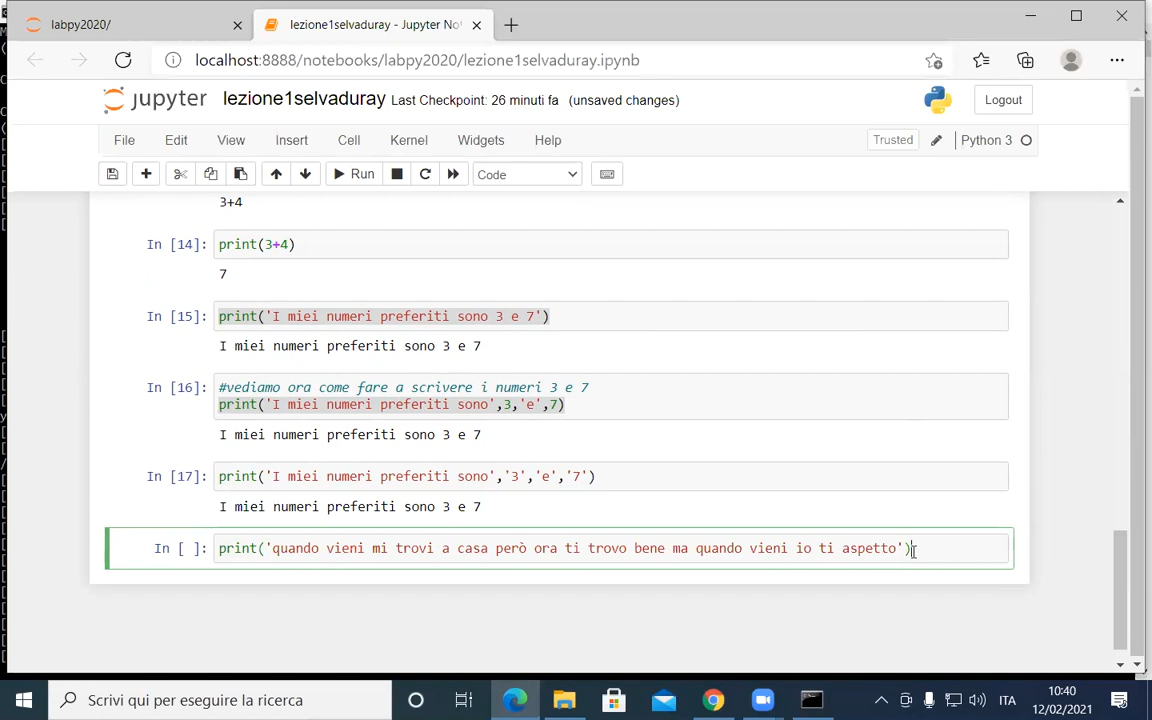 labpy2020/
lezione1selvaduray - Jupyter Not
localhost:8888/notebooks/labpy2020/lezione1selvaduray.ipynb
jupyter lezione1selvaduray Last Checkpoint: 26 minuti fa (unsaved changes)
Logout
File Edit View Insert Cell Kernel Widgets Help
Trusted Python 3
Run Code
3+4
In [14]: print(3+4)
7
In [15]: print('I miei numeri preferiti sono 3 e 7')
I miei numeri preferiti sono 3 e 7
In [16]: #vediamo ora come fare a scrivere i numeri 3 e 7
print('I miei numeri preferiti sono',3,'e',7)
I miei numeri preferiti sono 3 e 7
In [17]: print('I miei numeri preferiti sono','3','e','7')
I miei numeri preferiti sono 3 e 7
In [ ]: print('quando vieni mi trovi a casa però ora ti trovo bene ma quando vieni io ti aspetto')
Scrivi qui per eseguire la ricerca
ITA
10:40
12/02/2021